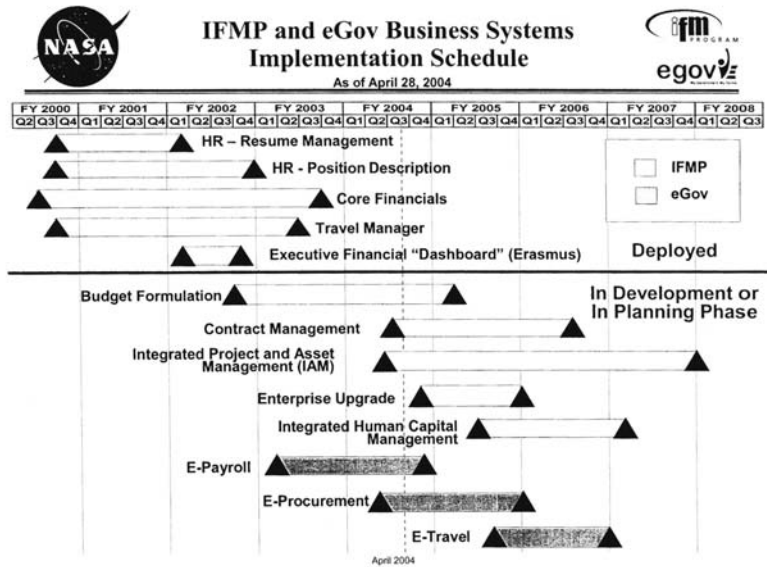 NASA
IFMP and eGov Business Systems
Implementation Schedule
As of April 28, 2004
ifm
PROGRAM
egov
FY 2000 FY 2001 FY 2002 FY 2003 FY 2004 FY 2005 FY 2006 FY 2007 FY 2008
Q2 Q3 Q4 Q1 Q2 Q3 Q4 Q1 Q2 Q3 Q4 Q1 Q2 Q3 Q4 Q1 Q2 Q3 Q4 Q1 Q2 Q3 Q4 Q1 Q2 Q3 Q4 Q1 Q2 Q3 Q4 Q1 Q2 Q3
HR – Resume Management
HR - Position Description
Core Financials
Travel Manager
Executive Financial "Dashboard" (Erasmus)
IFMP
eGov
Deployed
In Development or
In Planning Phase
Budget Formulation
Contract Management
Integrated Project and Asset
Management (IAM)
Enterprise Upgrade
Integrated Human Capital
Management
E-Payroll
E-Procurement
E-Travel
April 2004